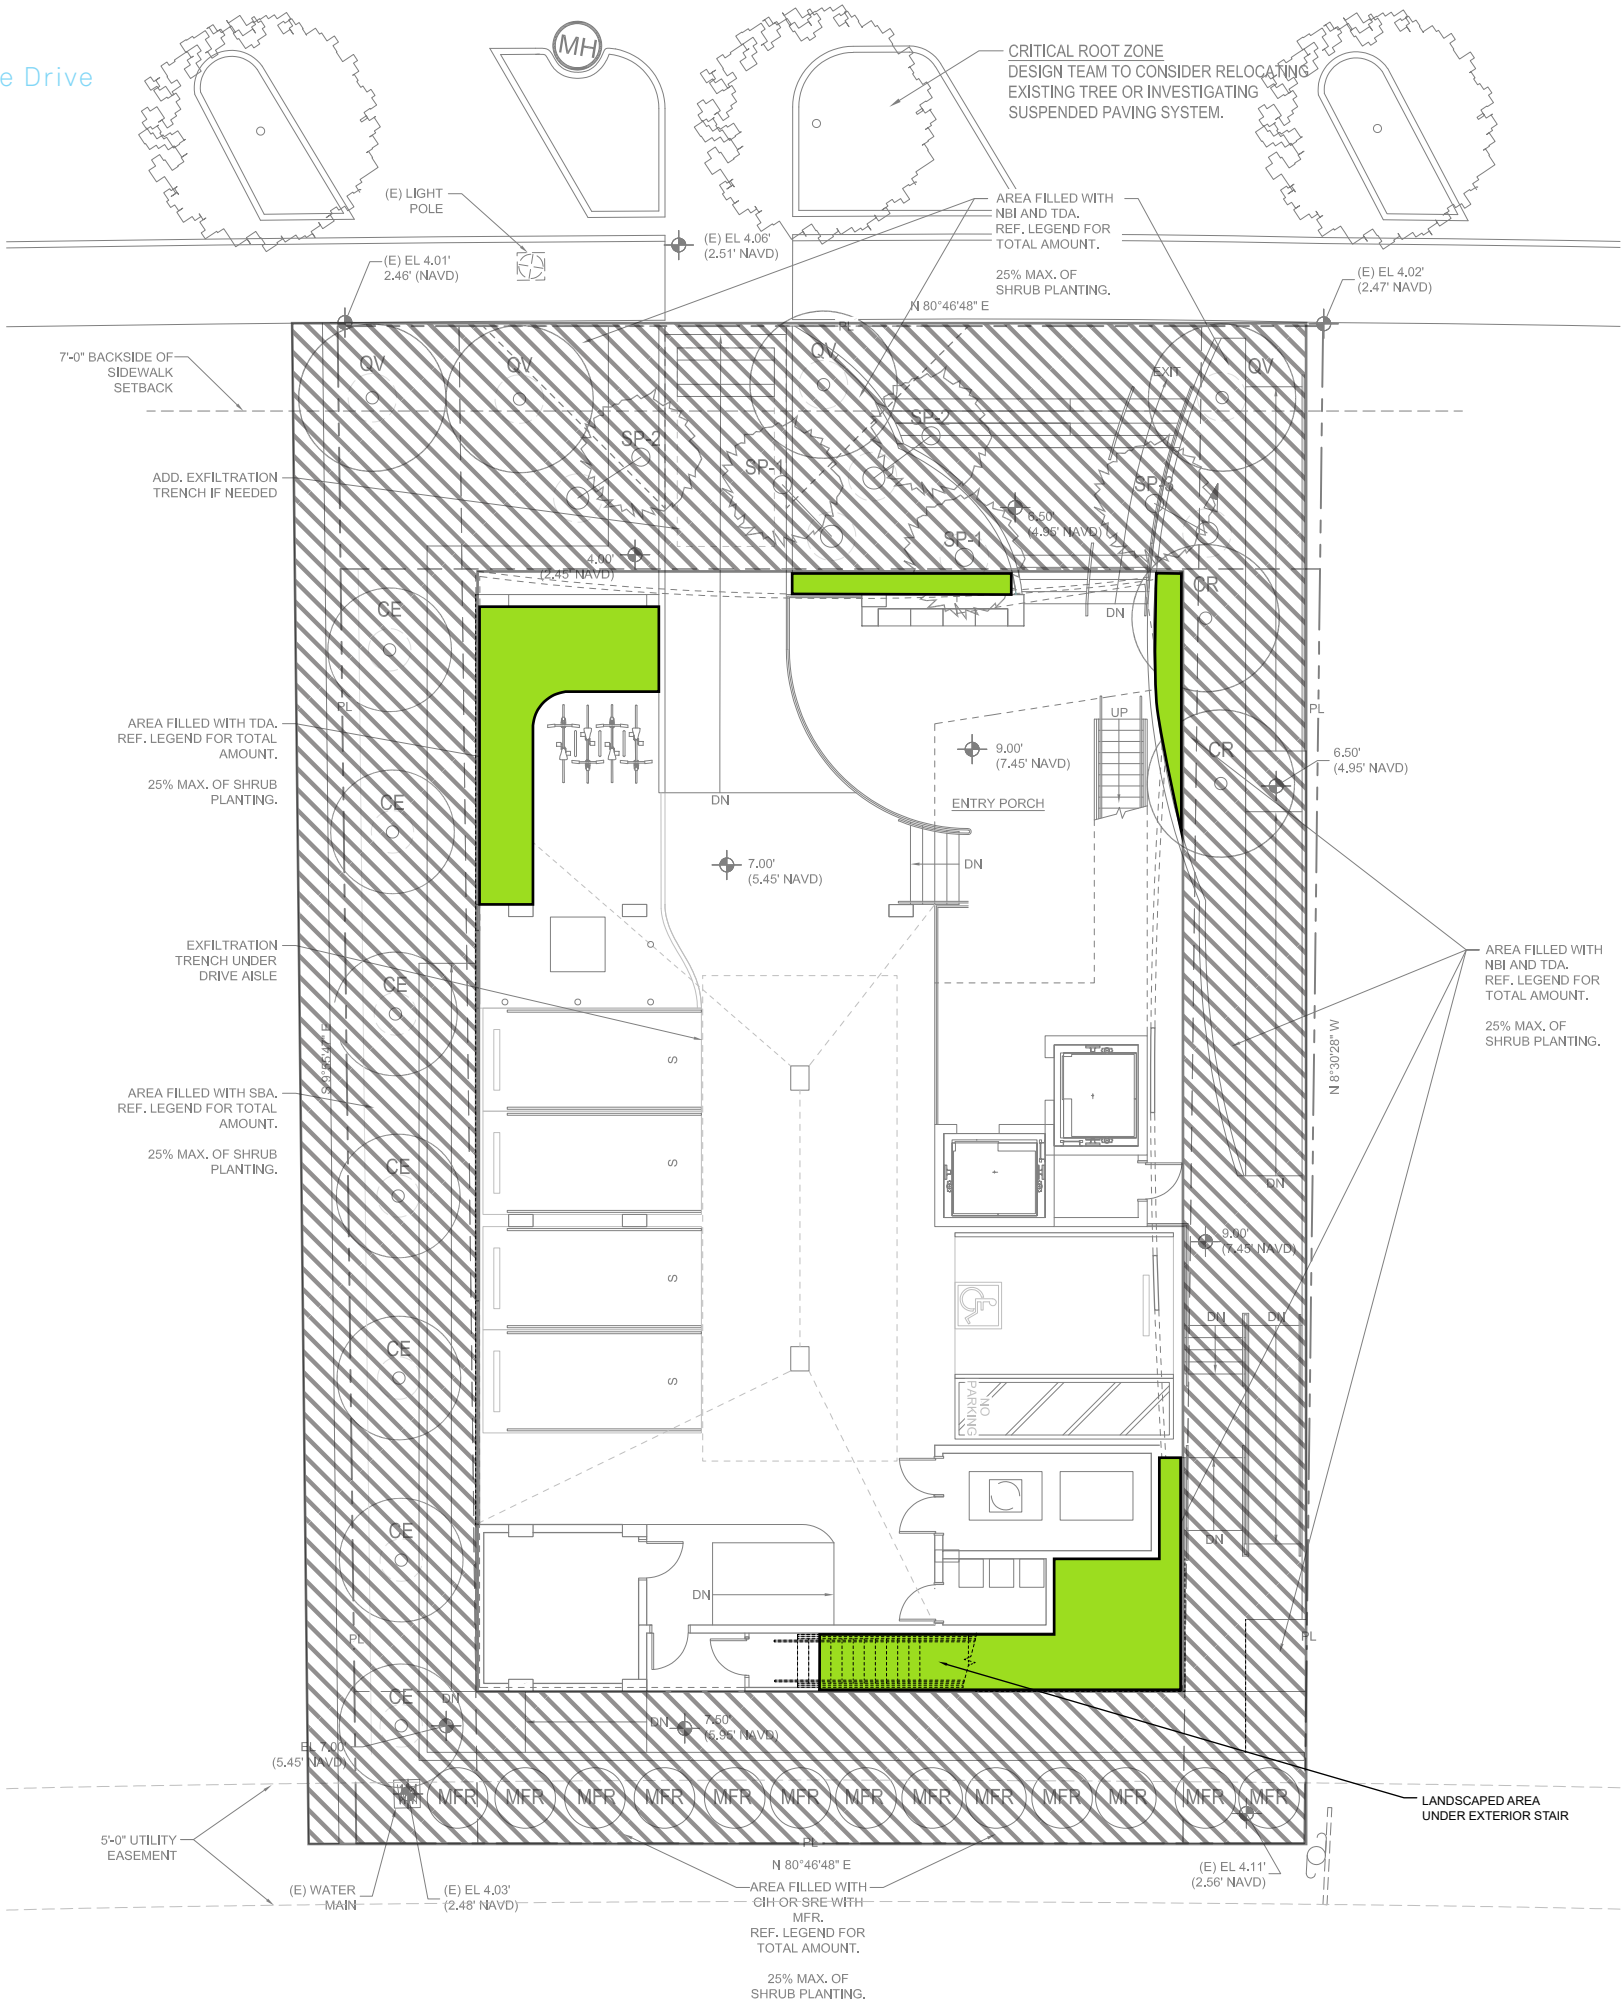 e Drive
MH
CRITICAL ROOT ZONE
DESIGN TEAM TO CONSIDER RELOCATING
EXISTING TREE OR INVESTIGATING
SUSPENDED PAVING SYSTEM.
(E) LIGHT
POLE
AREA FILLED WITH
NBI AND TDA.
REF. LEGEND FOR
TOTAL AMOUNT.
25% MAX. OF
SHRUB PLANTING.
(E) EL 4.06'
(2.51' NAVD)
(E) EL 4.01'
2.46' (NAVD)
(E) EL 4.02'
(2.47' NAVD)
N 80°46'48" E
PL
7'-0" BACKSIDE OF
SIDEWALK
SETBACK
QV
QV
QV
QV
EXIT
SP-2
SP-2
SP-1
SP-3
SP-1
ADD. EXFILTRATION
TRENCH IF NEEDED
6.50'
(4.95' NAVD)
4.00'
(2.45' NAVD)
CE
CR
DN
PL
PL
UP
AREA FILLED WITH TDA.
REF. LEGEND FOR TOTAL
AMOUNT.
25% MAX. OF SHRUB
PLANTING.
9.00'
(7.45' NAVD)
CR
6.50'
(4.95' NAVD)
ENTRY PORCH
DN
CE
7.00'
(5.45' NAVD)
DN
EXFILTRATION
TRENCH UNDER
DRIVE AISLE
AREA FILLED WITH
NBI AND TDA.
REF. LEGEND FOR
TOTAL AMOUNT.
25% MAX. OF
SHRUB PLANTING.
CE
S 9°55'47" E
N 8°30'28" W
S
AREA FILLED WITH SBA.
REF. LEGEND FOR TOTAL
AMOUNT.
25% MAX. OF SHRUB
PLANTING.
CE
S
DN
9.00'
(7.45' NAVD)
S
DN
DN
CE
S
NO
PARKING
CE
DN
DN
PL
PL
CE
DN
DN
7.50'
(5.95' NAVD)
EL 7.00'
(5.45' NAVD)
MFR
MFR
MFR
MFR
MFR
MFR
MFR
MFR
MFR
MFR
MFR
MFR
MFR
LANDSCAPED AREA
UNDER EXTERIOR STAIR
5'-0" UTILITY
EASEMENT
PL
N 80°46'48" E
(E) EL 4.11'
(2.56' NAVD)
(E) WATER
MAIN
(E) EL 4.03'
(2.48' NAVD)
AREA FILLED WITH
CIH OR SRE WITH
MFR.
REF. LEGEND FOR
TOTAL AMOUNT.
25% MAX. OF
SHRUB PLANTING.